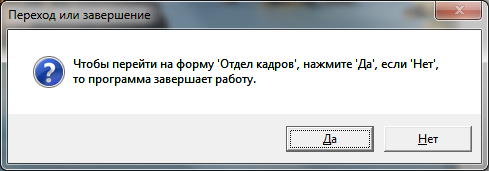 Переход или завершение
Чтобы перейти на форму 'Отдел кадров', нажмите 'Да', если 'Нет',
то программа завершает работу.
Да
Нет